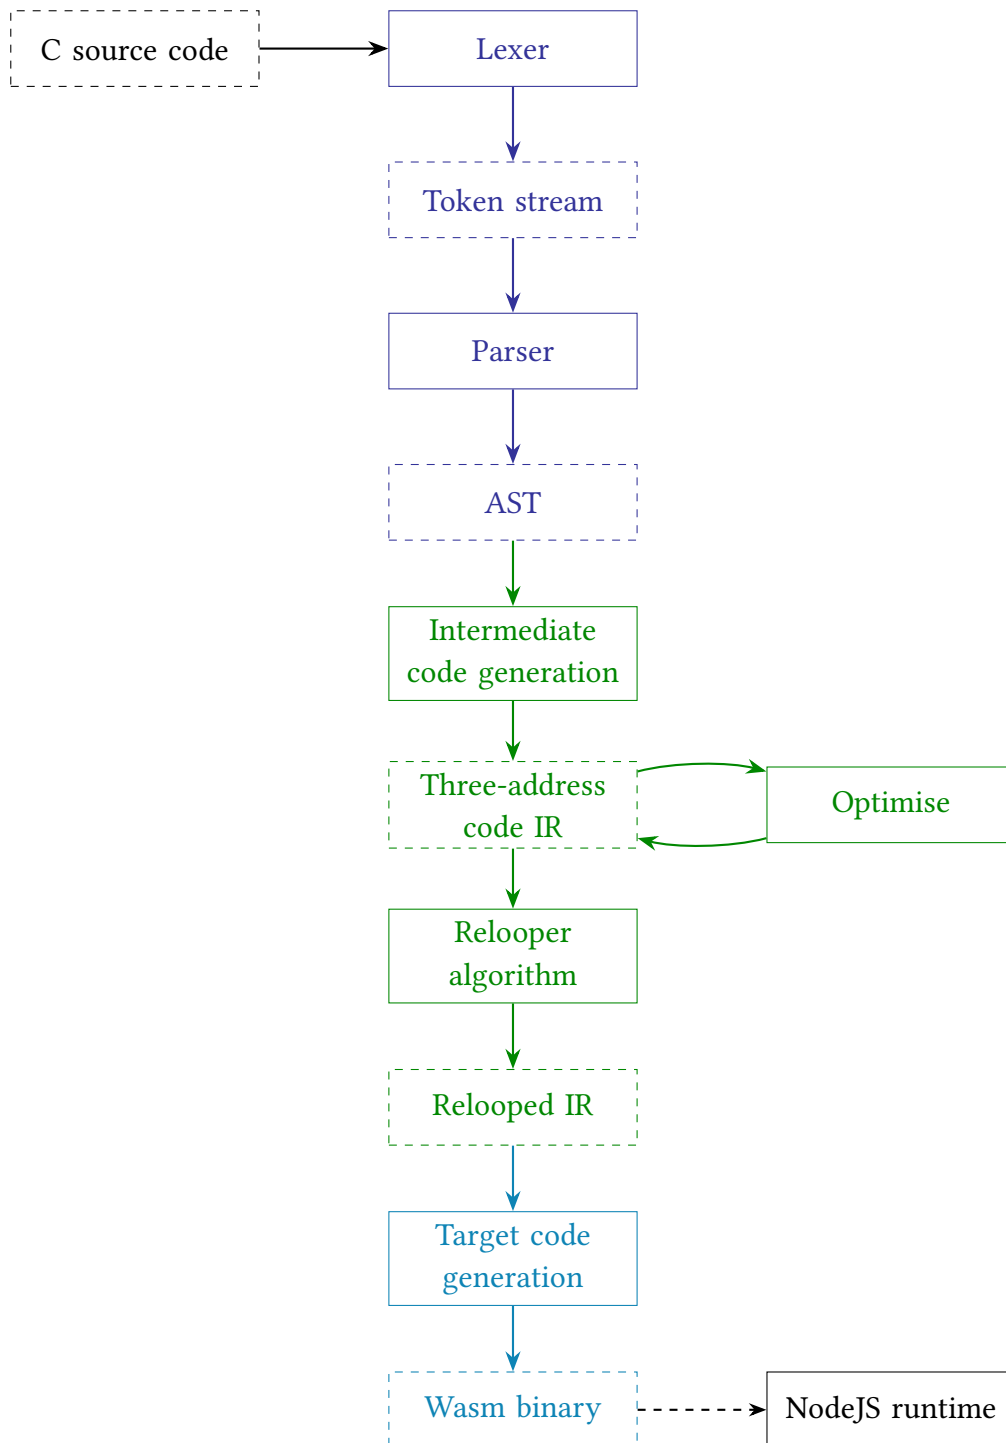 C source code
Lexer
Token stream
Parser
AST
Intermediate
code generation
Three-address
code IR
Optimise
Relooper
algorithm
Relooped IR
Target code
generation
Wasm binary
NodeJS runtime